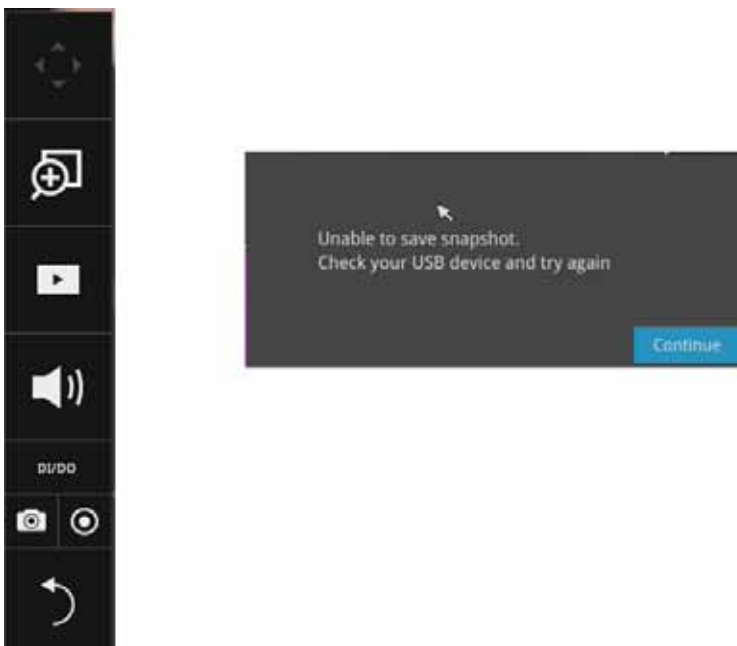 Unable to save snapshot.
Check your USB device and try again
Continue
DI/DO